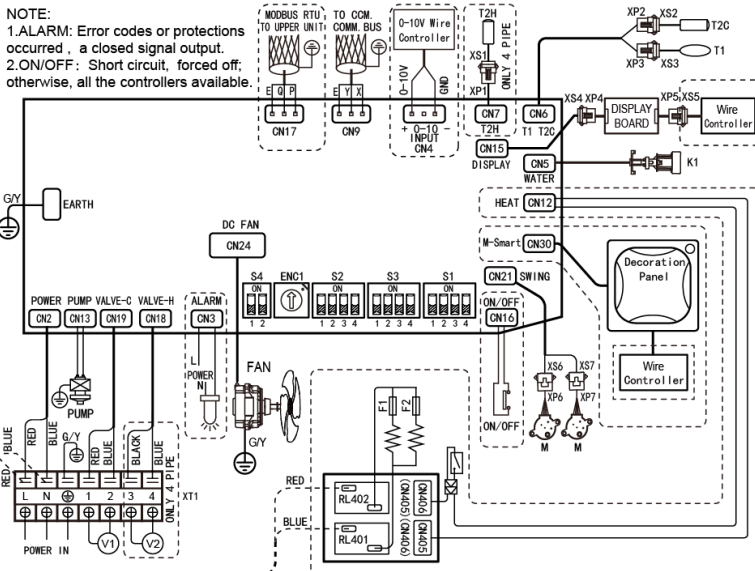 NOTE:
1.ALARM: Error codes or protections
occurred , a closed signal output.
2.ON/OFF: Short circuit, forced off;
otherwise, all the controllers available.
MODBUS RTU
TO UPPER UNIT
E Q P
CN17
TO CCM.
COMM. BUS
E Y X
CN9
0-10V Wire
Controller
0-10V
GND
+ 0-10 -
INPUT
CN4
T2H
XS1
XP1
ONLY 4 PIPE
CN7
T2H
XP2 XS2
T2C
XP3 XS3
T1
CN6
T1 T2C
XS4 XP4
DISPLAY
BOARD
XP5 XS5
Wire
Controller
CN15
DISPLAY
CN5
WATER
K1
HEAT CN12
M-Smart CN30
Decoration
Panel
Wire
Controller
CN21 SWING
XS6 XS7
XP6 XP7
M M
ON/OFF
CN16
ON/OFF
G/Y
EARTH
DC FAN
CN24
FAN
G/Y
S4
ON
1 2
ENC1
S2
ON
1 2 3 4
S3
ON
1 2 3 4
S1
ON
1 2 3 4
POWER PUMP VALVE-C VALVE-H
CN2 CN13 CN19 CN18
ALARM
CN3
L
POWER
N
PUMP
RED
BLUE
RED
BLUE
G/Y
RED
BLUE
BLACK
BLUE
ONLY 4 PIPE
L N 1 2 3 4
XT1
POWER IN
V1
V2
F1 F2
RED
RL402
BLUE
RL401
(CN405) CN406
(CN406) CN405